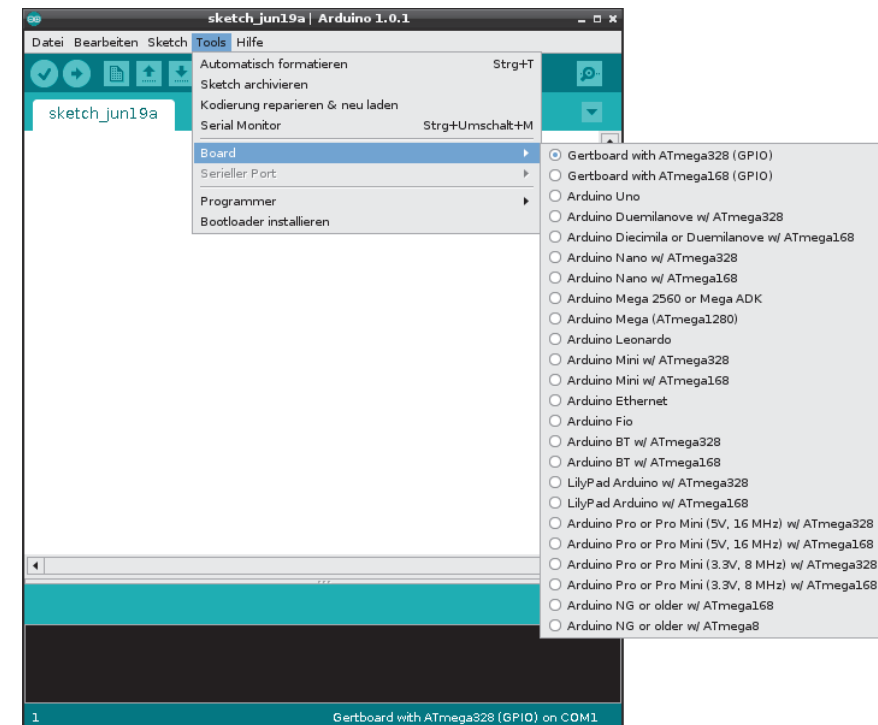 sketch_jun19a | Arduino 1.0.1
Datei Bearbeiten Sketch Tools Hilfe
Automatisch formatieren Strg+T
Sketch archivieren
Kodierung reparieren & neu laden
Serial Monitor Strg+Umschalt+M
Board
Serieller Port
Programmer
Bootloader installieren
sketch_jun19a
Gertboard with ATmega328 (GPIO)
Gertboard with ATmega168 (GPIO)
Arduino Uno
Arduino Duemilanove w/ ATmega328
Arduino Diecimila or Duemilanove w/ ATmega168
Arduino Nano w/ ATmega328
Arduino Nano w/ ATmega168
Arduino Mega 2560 or Mega ADK
Arduino Mega (ATmega1280)
Arduino Leonardo
Arduino Mini w/ ATmega328
Arduino Mini w/ ATmega168
Arduino Ethernet
Arduino Fio
Arduino BT w/ ATmega328
Arduino BT w/ ATmega168
LilyPad Arduino w/ ATmega328
LilyPad Arduino w/ ATmega168
Arduino Pro or Pro Mini (5V, 16 MHz) w/ ATmega328
Arduino Pro or Pro Mini (5V, 16 MHz) w/ ATmega168
Arduino Pro or Pro Mini (3.3V, 8 MHz) w/ ATmega328
Arduino Pro or Pro Mini (3.3V, 8 MHz) w/ ATmega168
Arduino NG or older w/ ATmega168
Arduino NG or older w/ ATmega8
1 Gertboard with ATmega328 (GPIO) on COM1